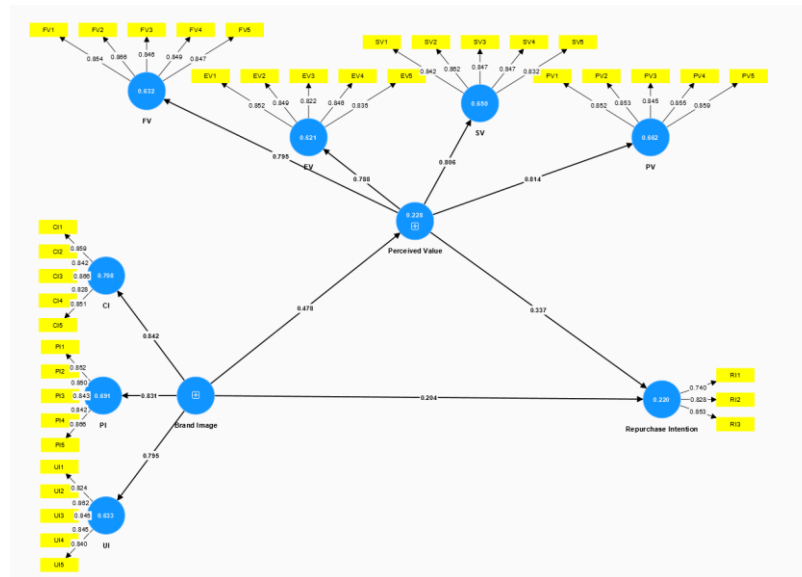 FV1
FV2
FV3
FV4
FV5
0.854
0.866
0.846
0.849
0.847
0.632
FV
EV1
EV2
EV3
EV4
EV5
0.852
0.849
0.822
0.846
0.835
0.621
EV
SV1
SV2
SV3
SV4
SV5
0.842
0.862
0.847
0.847
0.832
0.650
SV
PV1
PV2
PV3
PV4
PV5
0.852
0.853
0.845
0.855
0.859
0.662
PV
0.795
0.788
0.806
0.814
0.228
Perceived Value
CI1
CI2
CI3
CI4
CI5
0.859
0.842
0.866
0.828
0.851
CI
0.842
0.478
0.337
PI1
PI2
PI3
PI4
PI5
0.852
0.850
0.843
0.842
0.866
0.691
PI
0.831
Brand Image
0.204
0.220
Repurchase Intention
0.740
0.828
RI1
RI2
RI3
0.795
UI1
UI2
UI3
UI4
UI5
0.824
0.862
0.846
0.840
0.633
UI